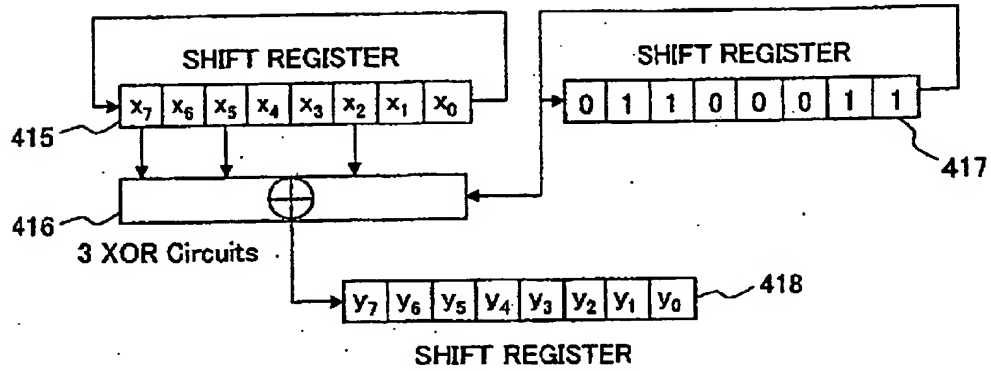 SHIFT REGISTER
SHIFT REGISTER
x₇ x₆ x₅ x₄ x₃ x₂ x₁ x₀
0 1 1 0 0 0 1 1
415
417
416
3 XOR Circuits
y₇ y₆ y₅ y₄ y₃ y₂ y₁ y₀
418
SHIFT REGISTER